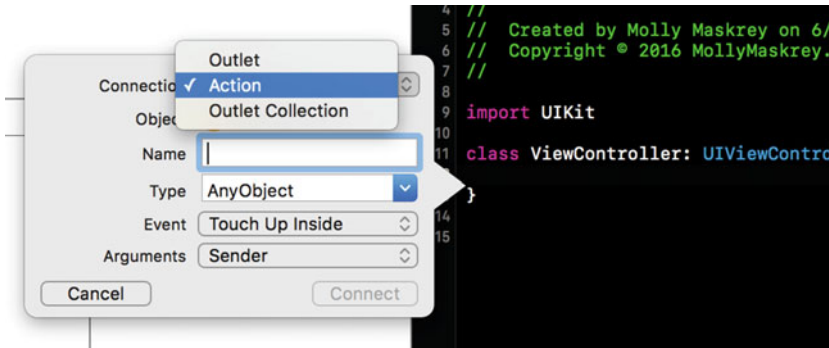 Outlet
Connectio ✓ Action
Outlet Collection
Objec
Name
Type AnyObject
Event Touch Up Inside
Arguments Sender
Cancel Connect
4 //
5 // Created by Molly Maskrey on 6/
6 // Copyright © 2016 MollyMaskrey.
7 //
8
9 import UIKit
10
11 class ViewController: UIViewContro
}
14
15